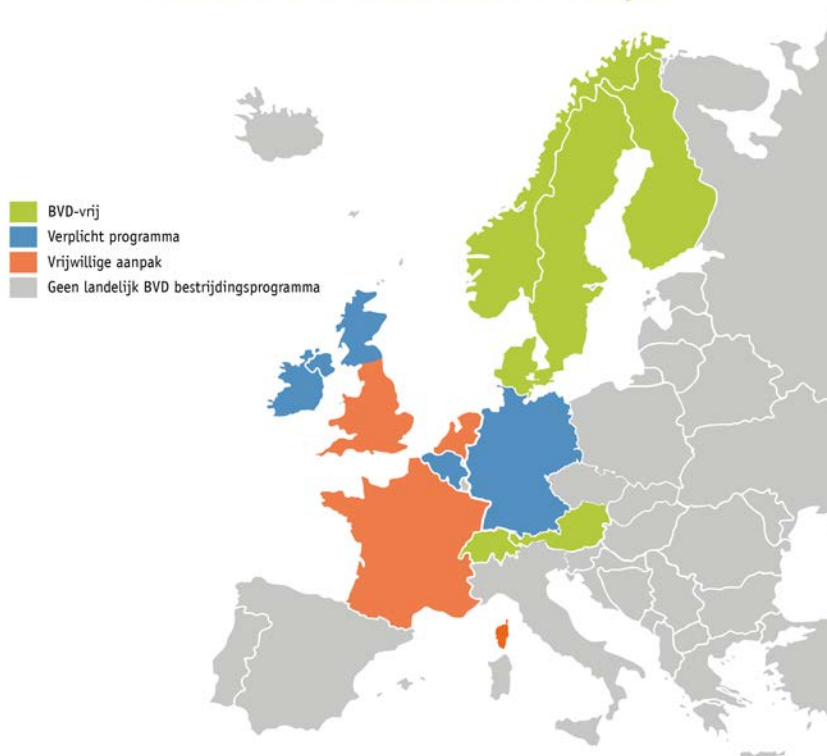 BVD-vrij
Verplicht programma
Vrijwillige aanpak
Geen landelijk BVD bestrijdingsprogramma